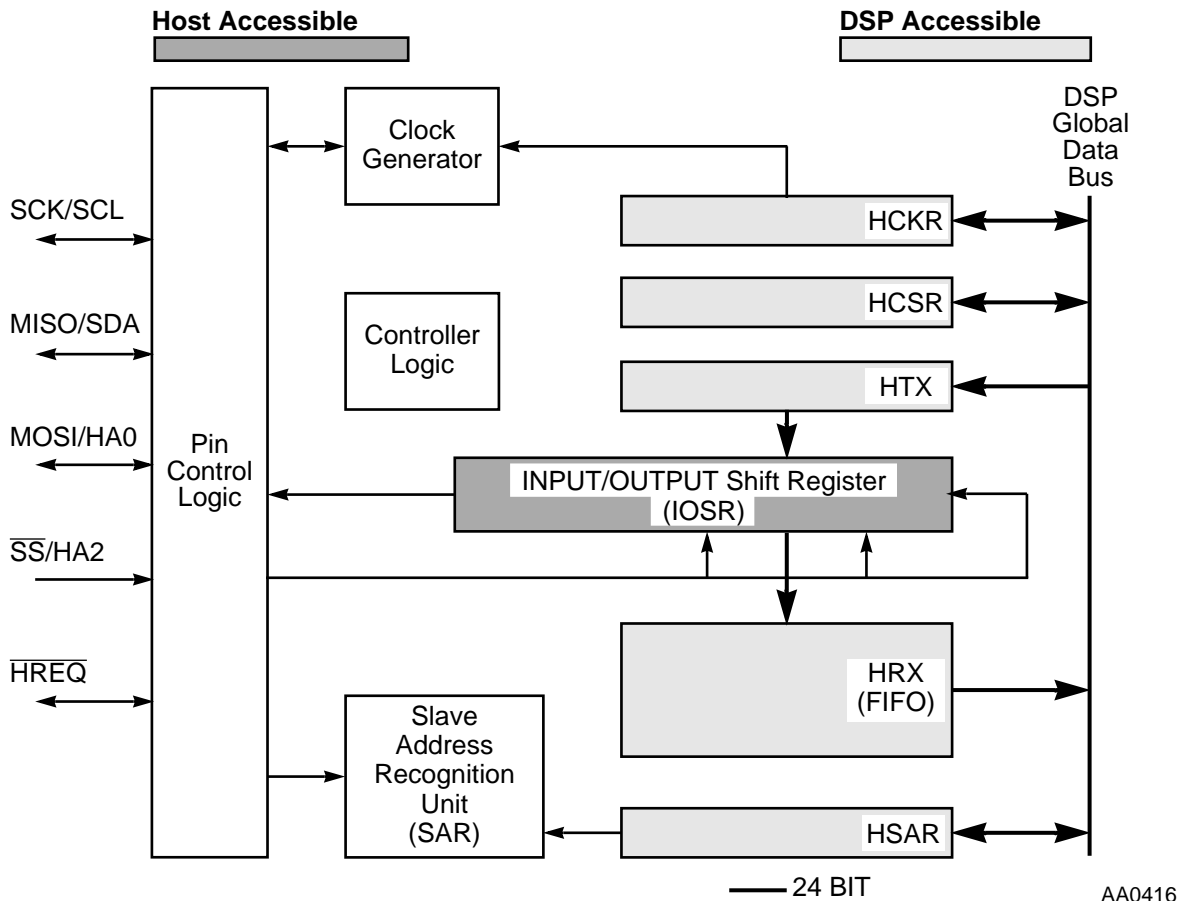 Host Accessible
DSP Accessible
DSP
Global
Data
Bus
Clock
Generator
SCK/SCL
HCKR
HCSR
MISO/SDA
Controller
Logic
HTX
MOSI/HA0
Pin
Control
Logic
INPUT/OUTPUT Shift Register
(IOSR)
S̅S̅/HA2
H̅R̅E̅Q̅
HRX
(FIFO)
Slave
Address
Recognition
Unit
(SAR)
HSAR
24 BIT
AA0416